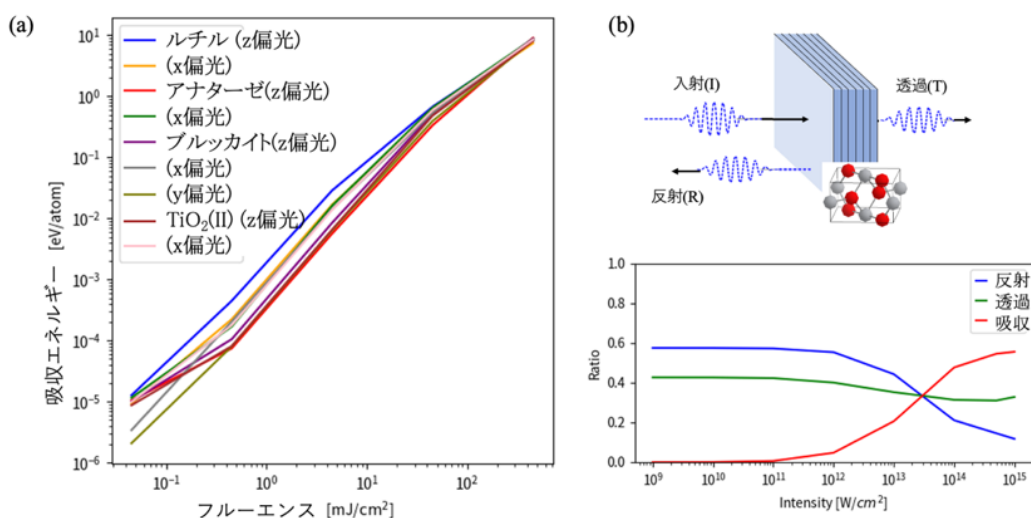 (a)
10¹
10⁰
10⁻¹
10⁻²
10⁻³
10⁻⁴
10⁻⁵
10⁻⁶
吸収エネルギー [eV/atom]
ルチル (z偏光)
(x偏光)
アナターゼ(z偏光)
(x偏光)
ブルッカイト(z偏光)
(x偏光)
(y偏光)
TiO₂(II) (z偏光)
(x偏光)
10⁻¹ 10⁰ 10¹ 10²
フルーエンス [mJ/cm²]
(b)
入射(I)
透過(T)
反射(R)
1.0
0.8
0.6
0.4
0.2
0.0
Ratio
反射
透過
吸収
10⁹ 10¹⁰ 10¹¹ 10¹² 10¹³ 10¹⁴ 10¹⁵
Intensity [W/cm²]